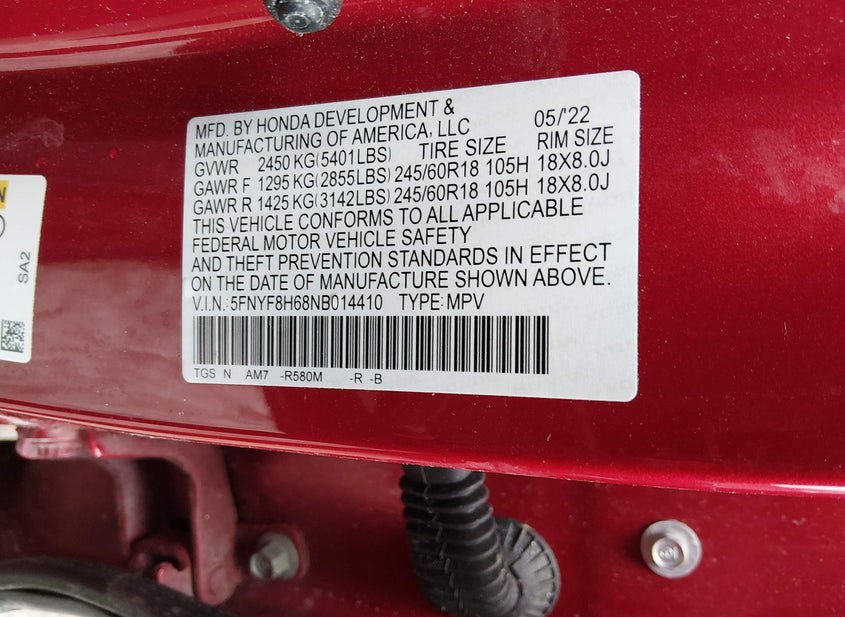 MFD. BY HONDA DEVELOPMENT &
MANUFACTURING OF AMERICA, LLC 05/'22
GVWR 2450 KG(5401LBS) TIRE SIZE RIM SIZE
GAWR F 1295 KG(2855LBS) 245/60R18 105H 18X8.0J
GAWR R 1425 KG(3142LBS) 245/60R18 105H 18X8.0J
THIS VEHICLE CONFORMS TO ALL APPLICABLE
FEDERAL MOTOR VEHICLE SAFETY
AND THEFT PREVENTION STANDARDS IN EFFECT
ON THE DATE OF MANUFACTURE SHOWN ABOVE.
V.I.N.: 5FNYF8H68NB014410 TYPE: MPV
TGS N AM7 -R580M -R -B
SA2